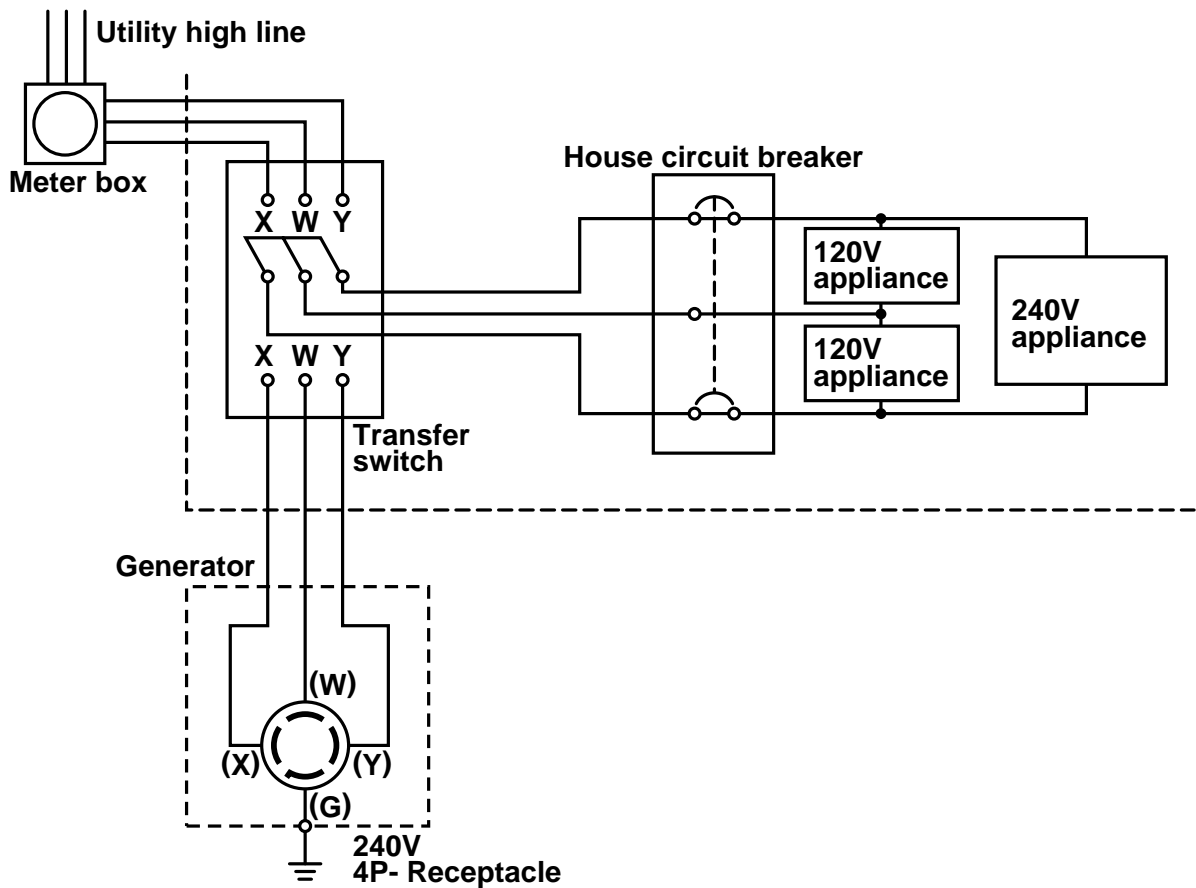 Utility high line
Meter box
House circuit breaker
X W Y
120V
appliance
240V
appliance
120V
appliance
X W Y
Transfer
switch
Generator
(W)
(X)
(Y)
(G)
240V
4P- Receptacle